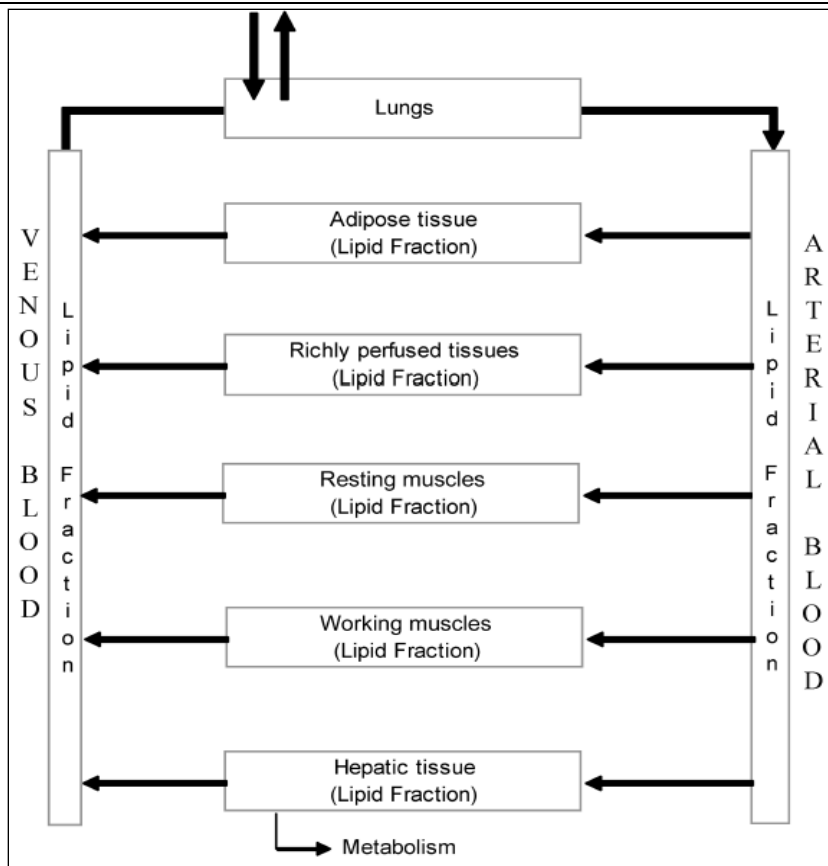 Lungs
Adipose tissue
(Lipid Fraction)
Richly perfused tissues
(Lipid Fraction)
Resting muscles
(Lipid Fraction)
Working muscles
(Lipid Fraction)
Hepatic tissue
(Lipid Fraction)
Metabolism
VENOUS BLOOD
Lipid Fraction
Lipid Fraction
ARTERIAL BLOOD